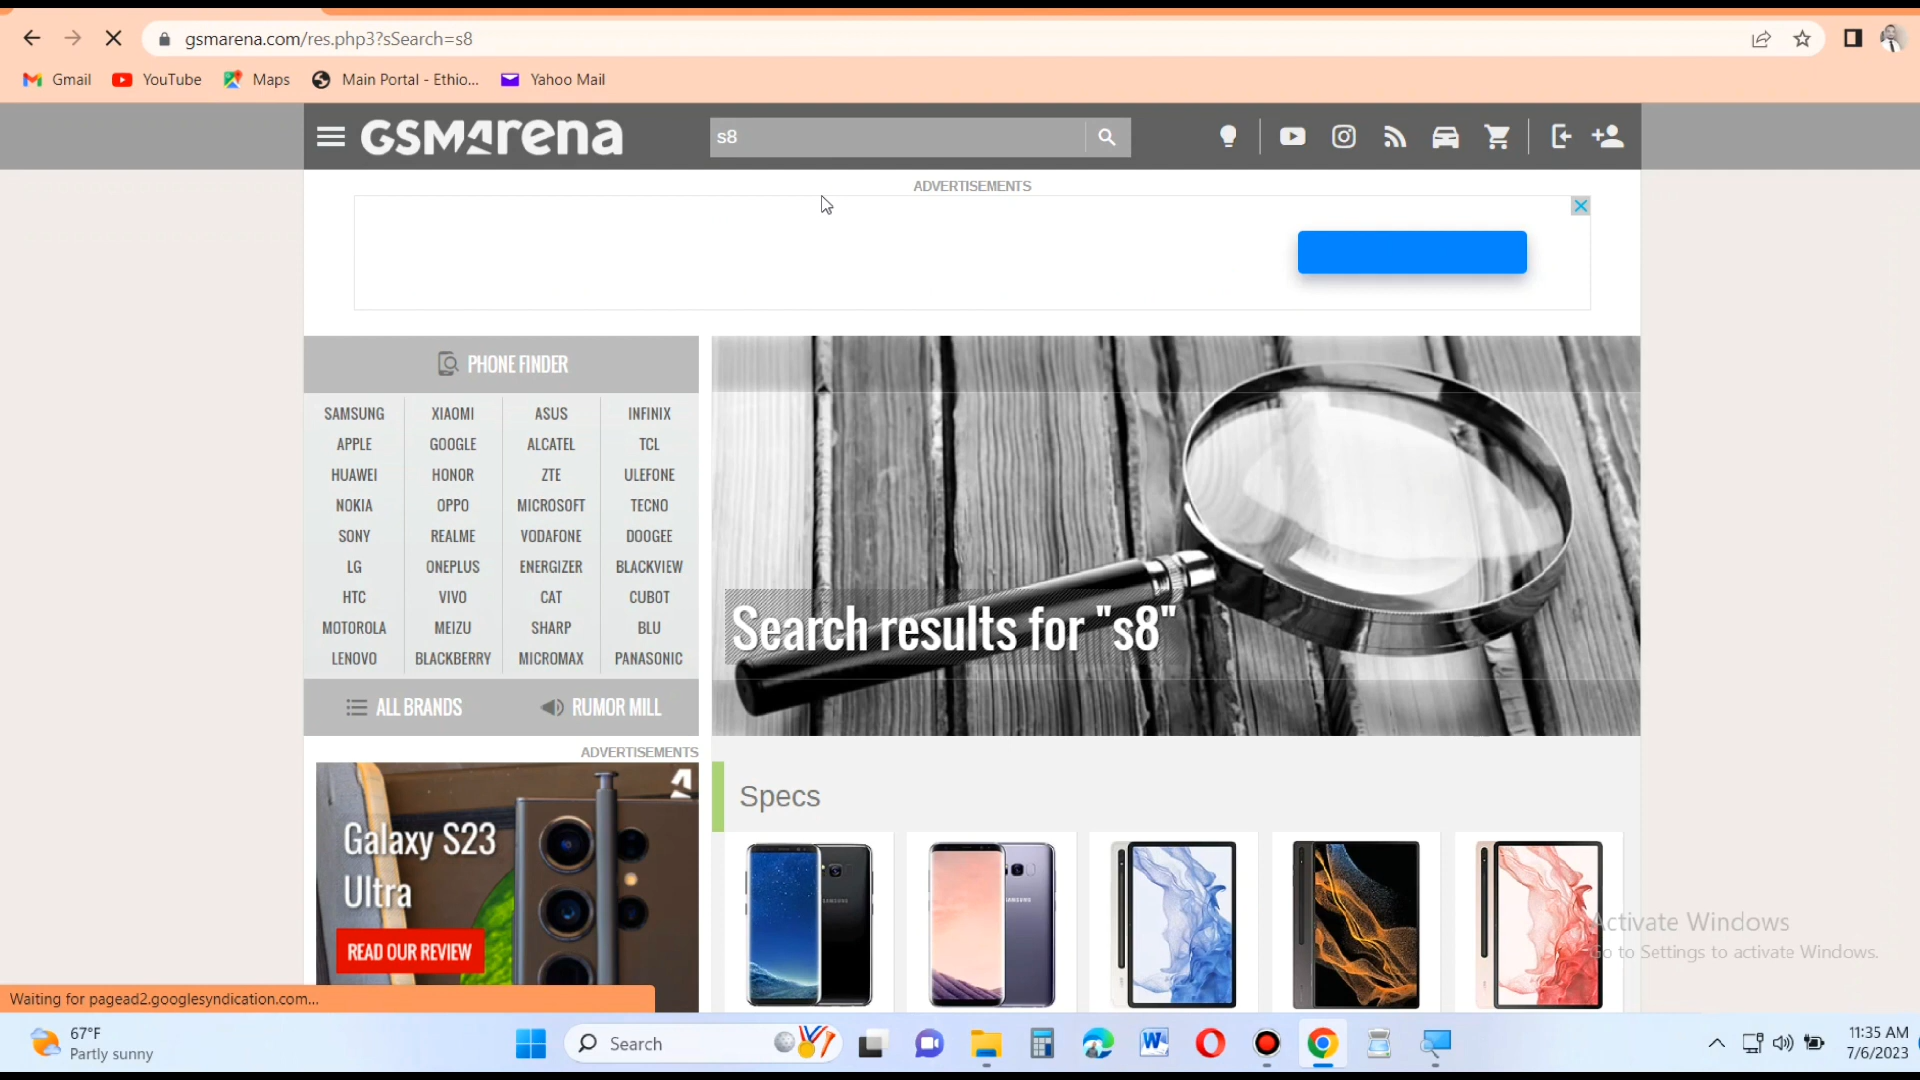 gsmarena.com/res.php3?sSearch=s8
Gmail YouTube Maps Main Portal - Ethio... Yahoo Mail
GSMArena s8
ADVERTISEMENTS
PHONE FINDER
SAMSUNG XIAOMI ASUS INFINIX
APPLE GOOGLE ALCATEL TCL
HUAWEI HONOR ZTE ULEFONE
NOKIA OPPO MICROSOFT TECNO
SONY REALME VODAFONE DOOGEE
LG ONEPLUS ENERGIZER BLACKVIEW
HTC VIVO CAT CUBOT
MOTOROLA MEIZU SHARP BLU
LENOVO BLACKBERRY MICROMAX PANASONIC
ALL BRANDS RUMOR MILL
Search results for "s8"
ADVERTISEMENTS
Galaxy S23
Ultra
READ OUR REVIEW
Specs
SAMSUNG
SAMSUNG
Activate Windows
Go to Settings to activate Windows.
Waiting for pagead2.googlesyndication.com...
67°F
Partly sunny
Search
11:35 AM
7/6/2023